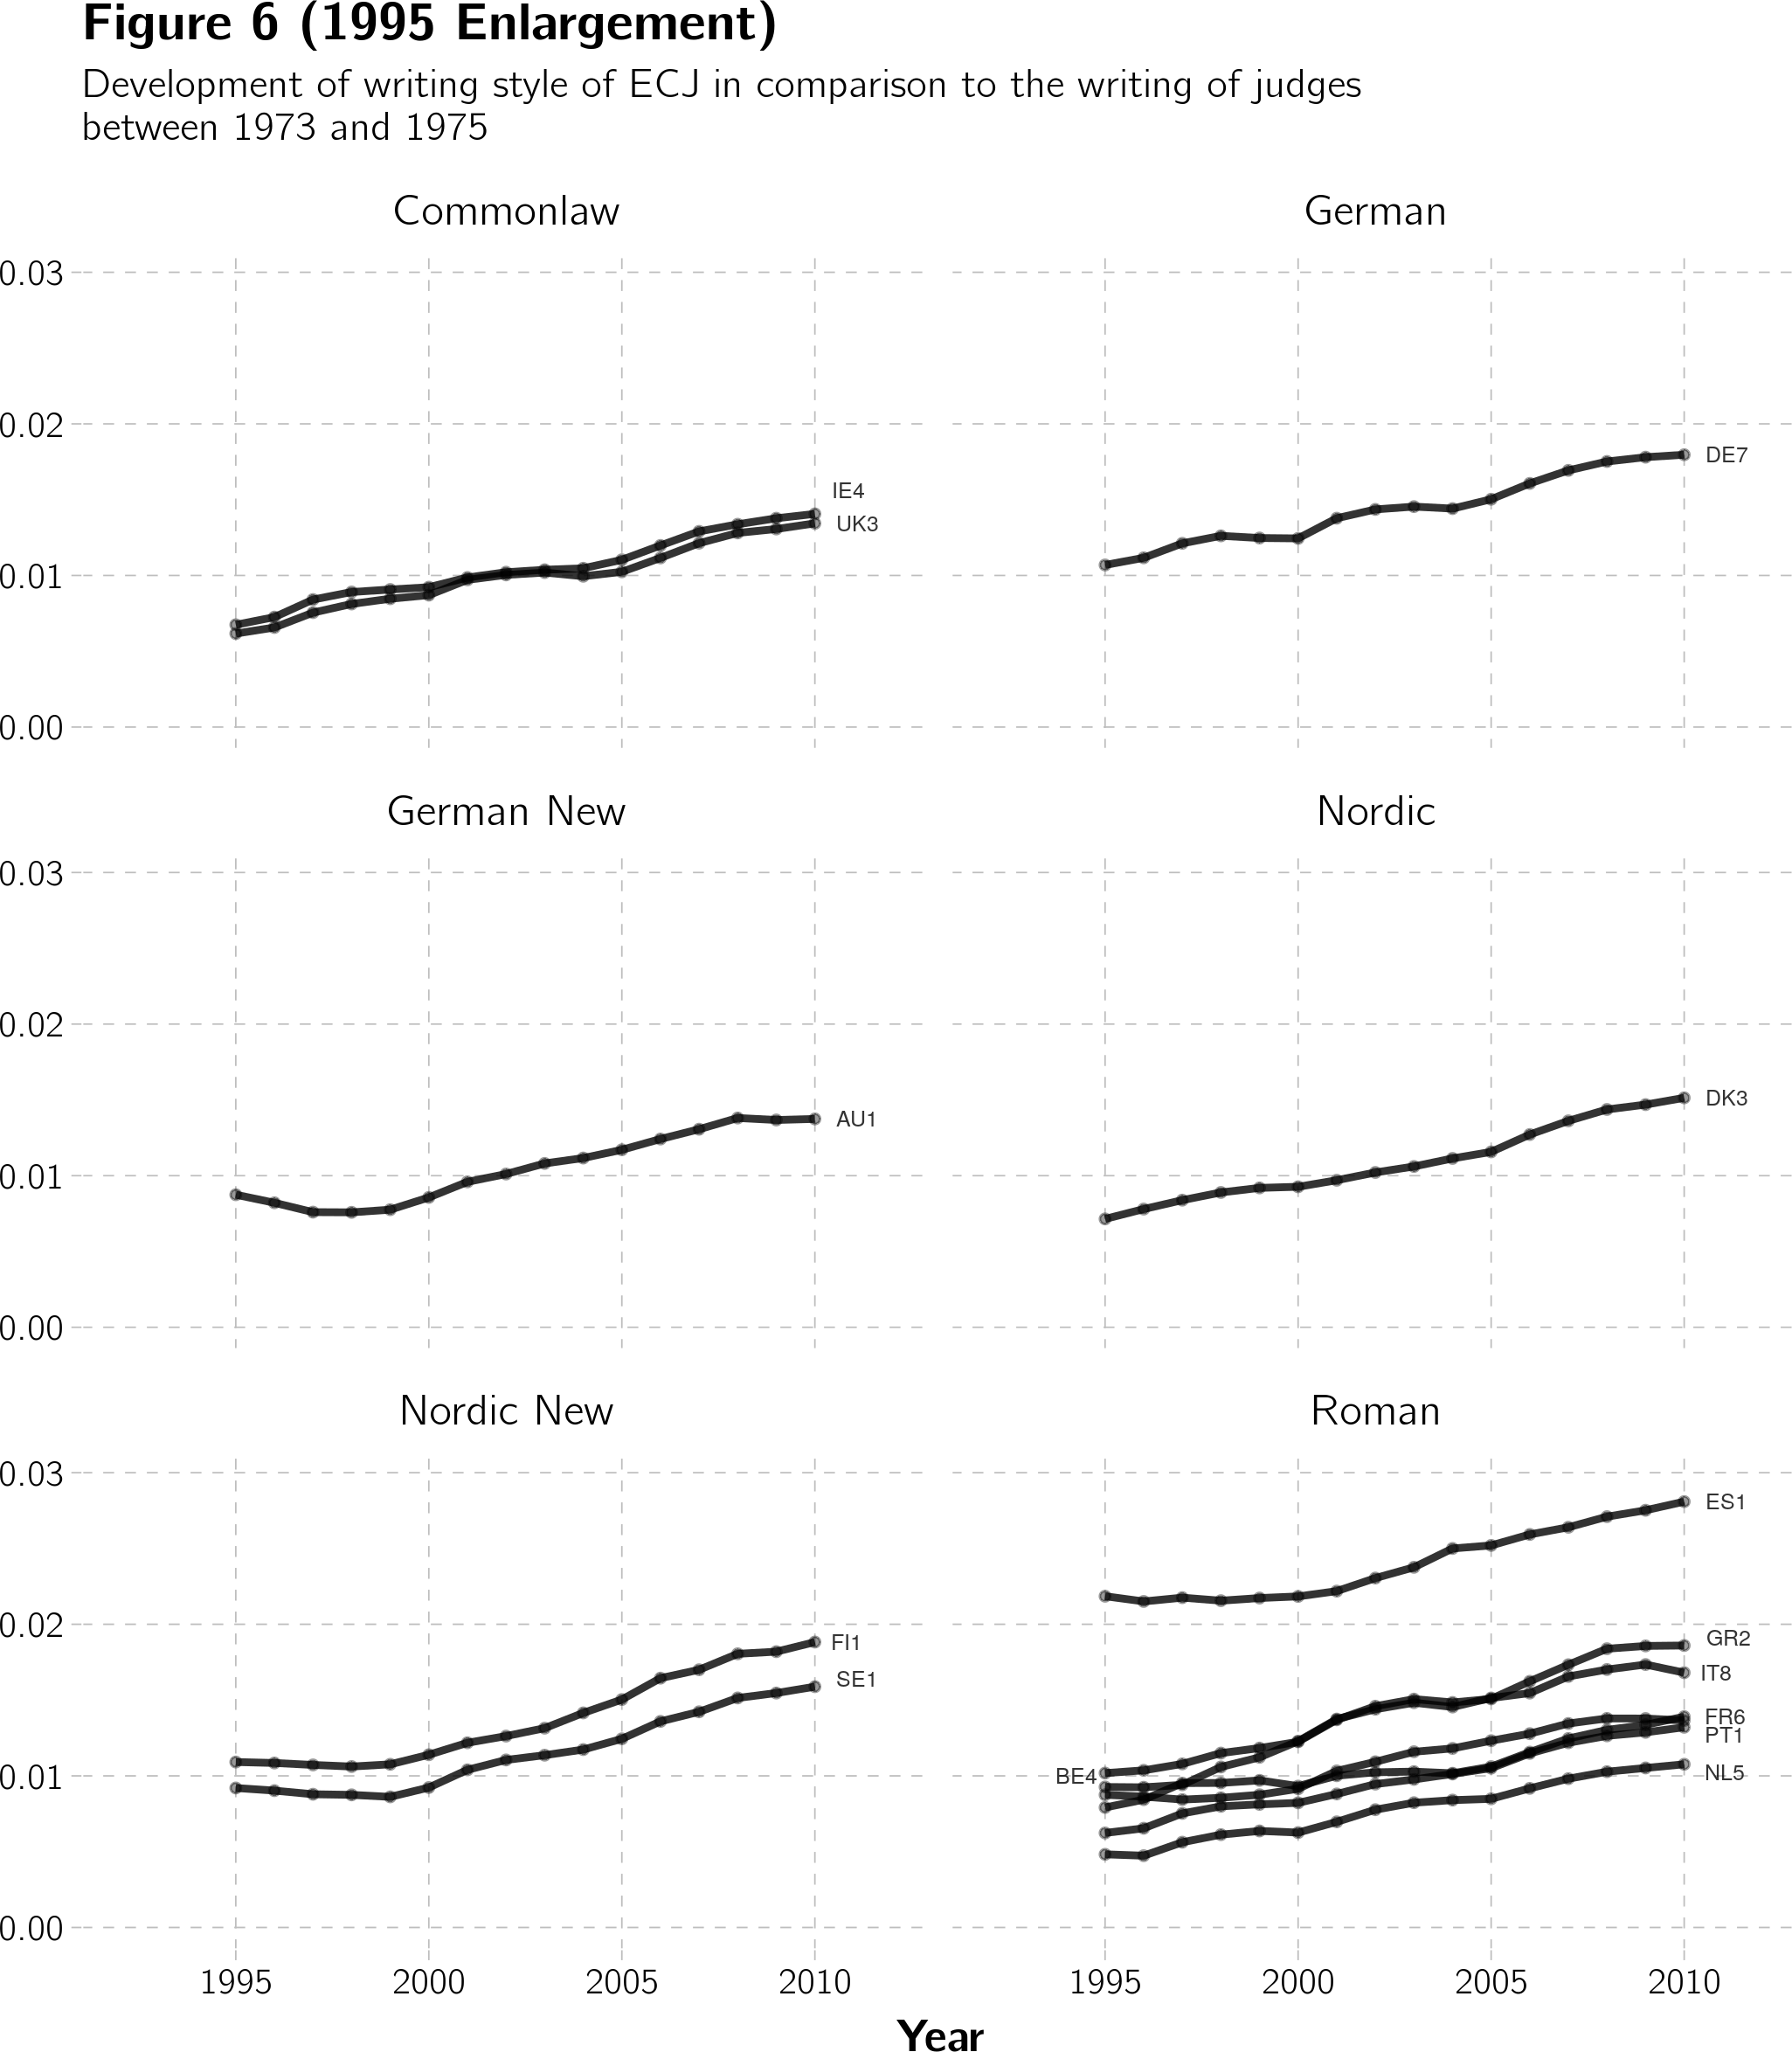 Figure 6 (1995 Enlargement)
Development of writing style of ECJ in comparison to the writing of judges
between 1973 and 1975
Commonlaw
German
0.03
0.02
0.01
0.00
IE4
UK3
DE7
German New
Nordic
0.03
0.02
0.01
0.00
AU1
DK3
Nordic New
Roman
0.03
0.02
0.01
0.00
FI1
SE1
ES1
GR2
IT8
FR6
PT1
BE4
NL5
1995 2000 2005 2010
1995 2000 2005 2010
Year